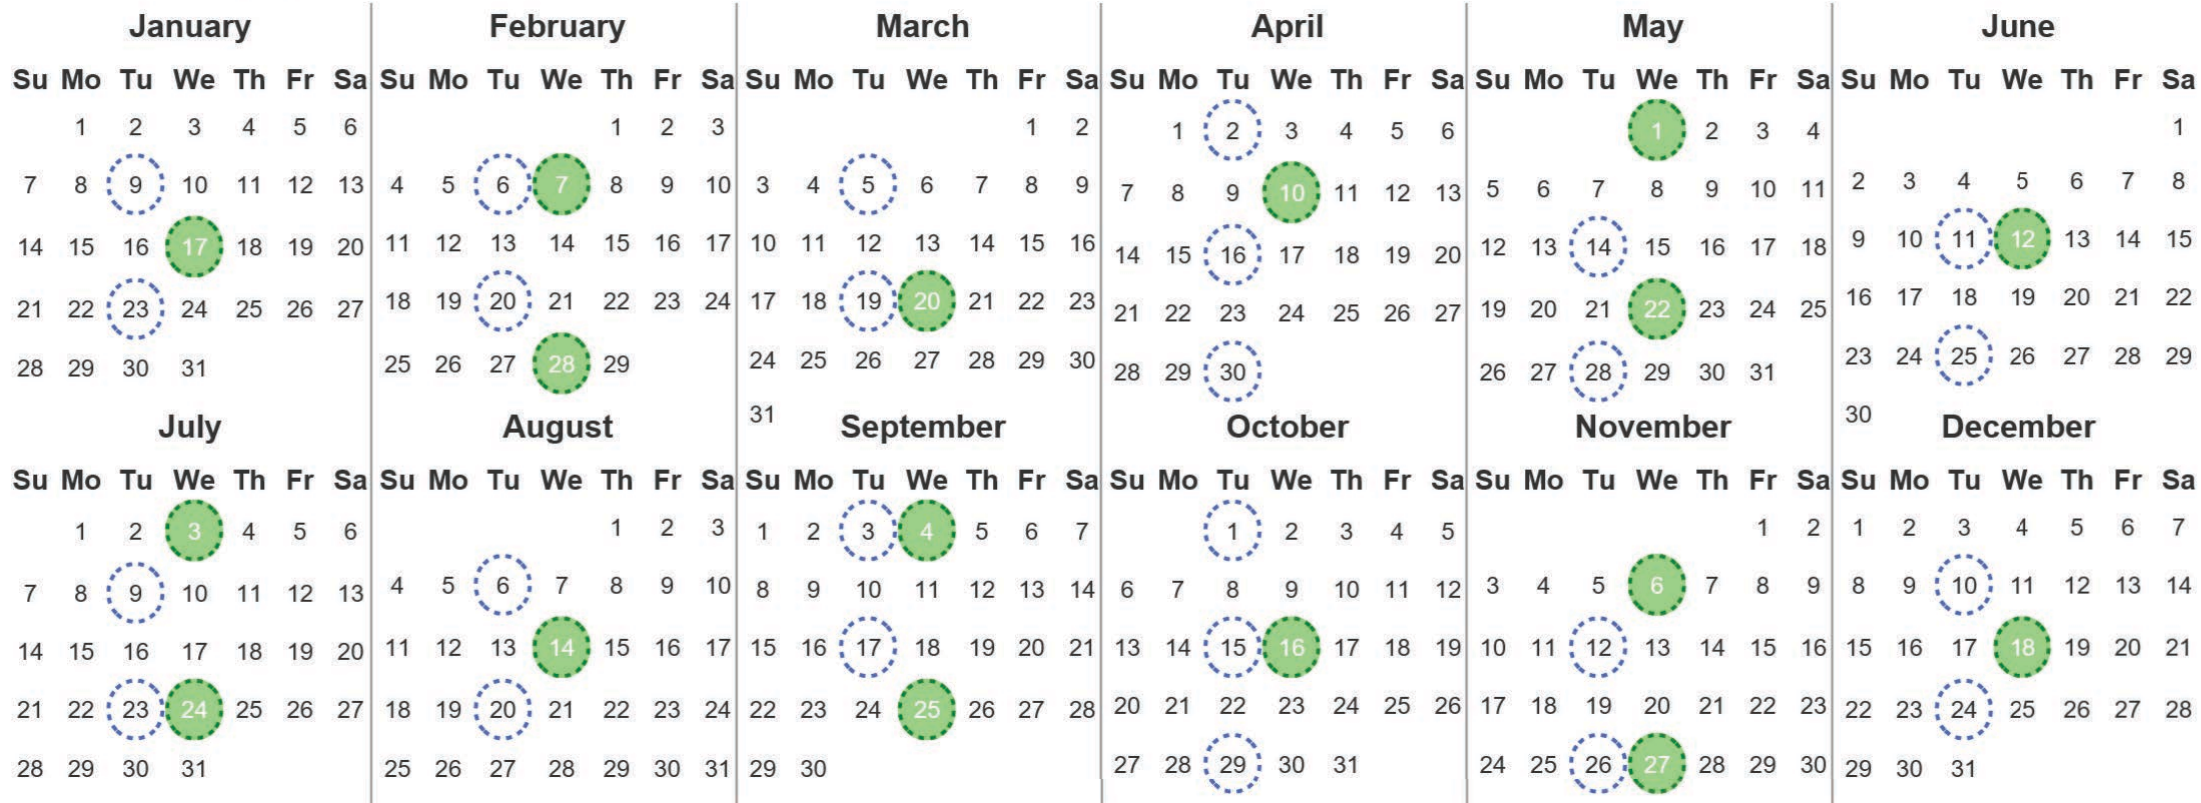 January
Su Mo Tu We Th Fr Sa
1 2 3 4 5 6
7 8 9 10 11 12 13
14 15 16 17 18 19 20
21 22 23 24 25 26 27
28 29 30 31
February
Su Mo Tu We Th Fr Sa
1 2 3
4 5 6 7 8 9 10
11 12 13 14 15 16 17
18 19 20 21 22 23 24
25 26 27 28 29
March
Su Mo Tu We Th Fr Sa
1 2
3 4 5 6 7 8 9
10 11 12 13 14 15 16
17 18 19 20 21 22 23
24 25 26 27 28 29 30
31
April
Su Mo Tu We Th Fr Sa
1 2 3 4 5 6
7 8 9 10 11 12 13
14 15 16 17 18 19 20
21 22 23 24 25 26 27
28 29 30
May
Su Mo Tu We Th Fr Sa
1 2 3 4
5 6 7 8 9 10 11
12 13 14 15 16 17 18
19 20 21 22 23 24 25
26 27 28 29 30 31
June
Su Mo Tu We Th Fr Sa
1
2 3 4 5 6 7 8
9 10 11 12 13 14 15
16 17 18 19 20 21 22
23 24 25 26 27 28 29
30
July
Su Mo Tu We Th Fr Sa
1 2 3 4 5 6
7 8 9 10 11 12 13
14 15 16 17 18 19 20
21 22 23 24 25 26 27
28 29 30 31
August
Su Mo Tu We Th Fr Sa
1 2 3
4 5 6 7 8 9 10
11 12 13 14 15 16 17
18 19 20 21 22 23 24
25 26 27 28 29 30 31
September
Su Mo Tu We Th Fr Sa
1 2 3 4 5 6 7
8 9 10 11 12 13 14
15 16 17 18 19 20 21
22 23 24 25 26 27 28
29 30
October
Su Mo Tu We Th Fr Sa
1 2 3 4 5
6 7 8 9 10 11 12
13 14 15 16 17 18 19
20 21 22 23 24 25 26
27 28 29 30 31
November
Su Mo Tu We Th Fr Sa
1 2
3 4 5 6 7 8 9
10 11 12 13 14 15 16
17 18 19 20 21 22 23
24 25 26 27 28 29 30
December
Su Mo Tu We Th Fr Sa
1 2 3 4 5 6 7
8 9 10 11 12 13 14
15 16 17 18 19 20 21
22 23 24 25 26 27 28
29 30 31